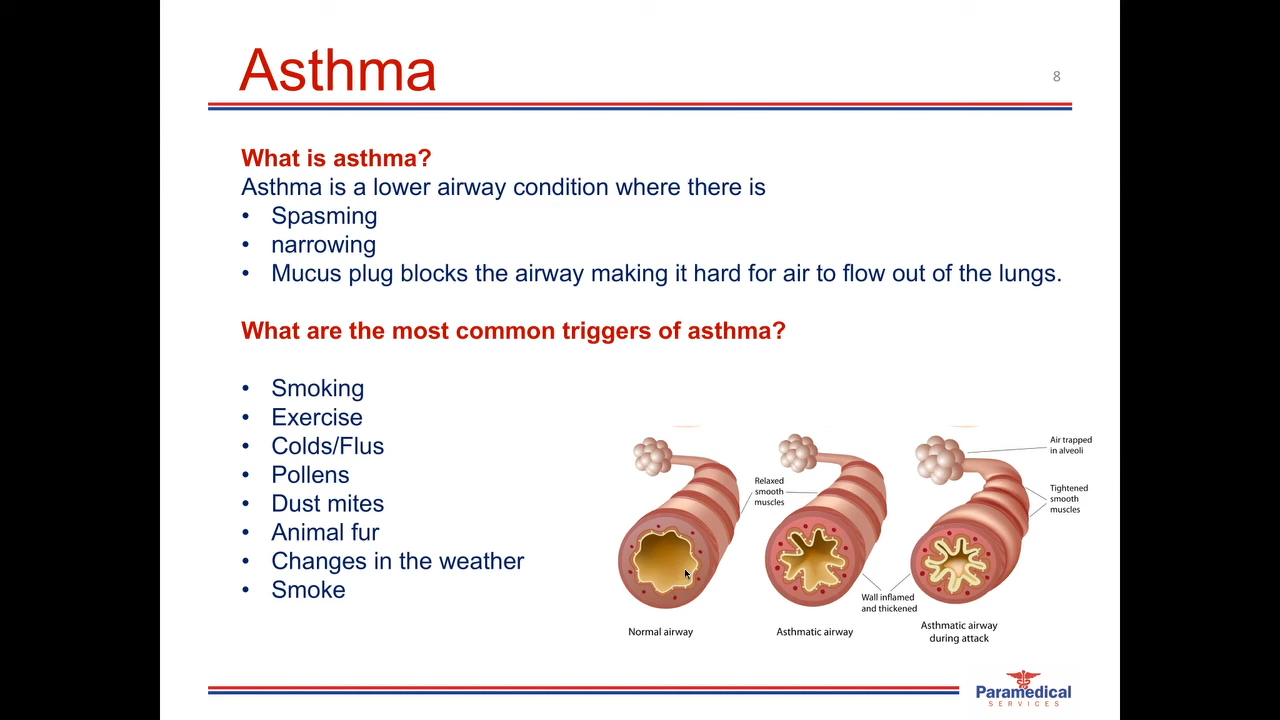 Asthma
8
What is asthma?
Asthma is a lower airway condition where there is
• Spasming
• narrowing
• Mucus plug blocks the airway making it hard for air to flow out of the lungs.
What are the most common triggers of asthma?
• Smoking
• Exercise
• Colds/Flus
• Pollens
• Dust mites
• Animal fur
• Changes in the weather
• Smoke
Air trapped
in alveoli
Relaxed
smooth
muscles
Tightened
smooth
muscles
Wall inflamed
and thickened
Normal airway
Asthmatic airway
Asthmatic airway
during attack
Paramedical
SERVICES